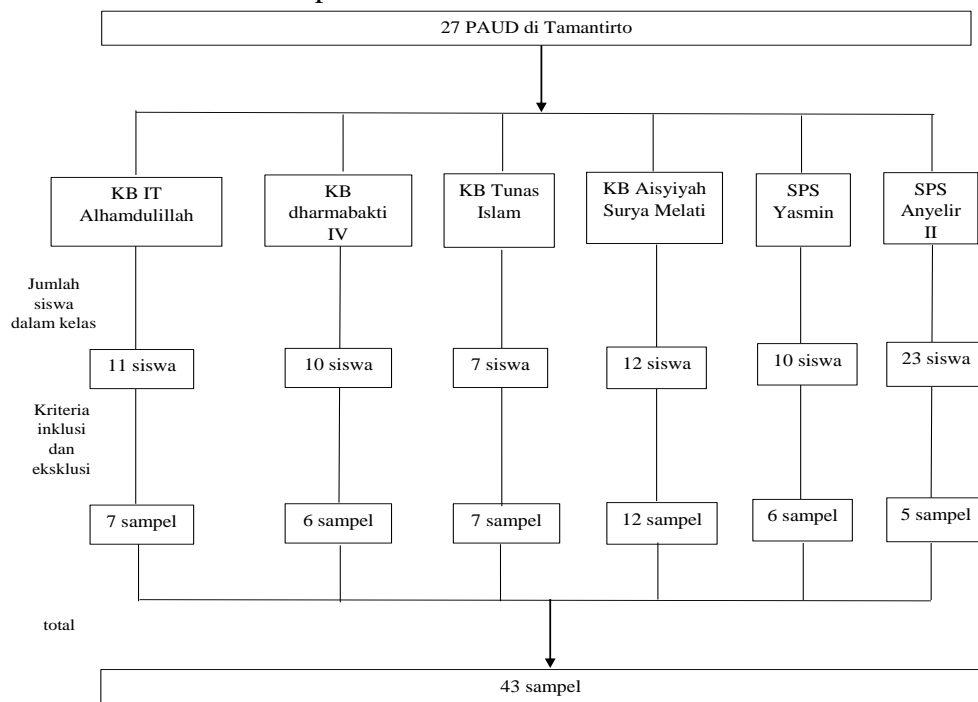 27 PAUD di Tamantirto
KB IT
Alhamdulillah
KB
dharmabakti
IV
KB Tunas
Islam
KB Aisyiyah
Surya Melati
SPS
Yasmin
SPS
Anyelir
II
Jumlah
siswa
dalam kelas
11 siswa
10 siswa
7 siswa
12 siswa
10 siswa
23 siswa
Kriteria
inklusi
dan
eksklusi
7 sampel
6 sampel
7 sampel
12 sampel
6 sampel
5 sampel
total
43 sampel